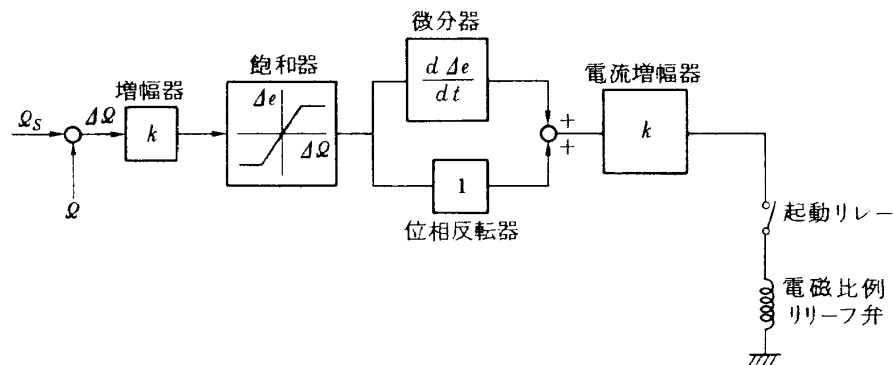 微分器
飽和器
d Δe
dt
電流増幅器
増幅器
Δe
Ωs
ΔΩ
k
ΔΩ
+
+
k
Ω
1
位相反転器
起動リレー
電磁比例
リリーフ弁